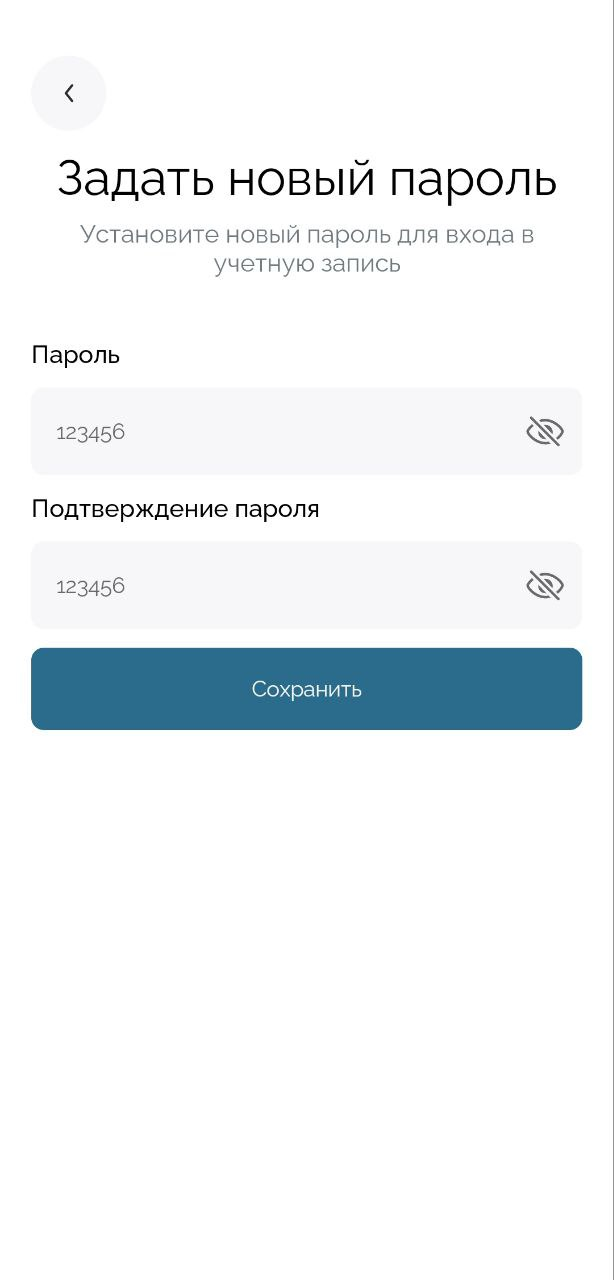 Задать новый пароль
Установите новый пароль для входа в
учетную запись
Пароль
123456
Подтверждение пароля
123456
Сохранить